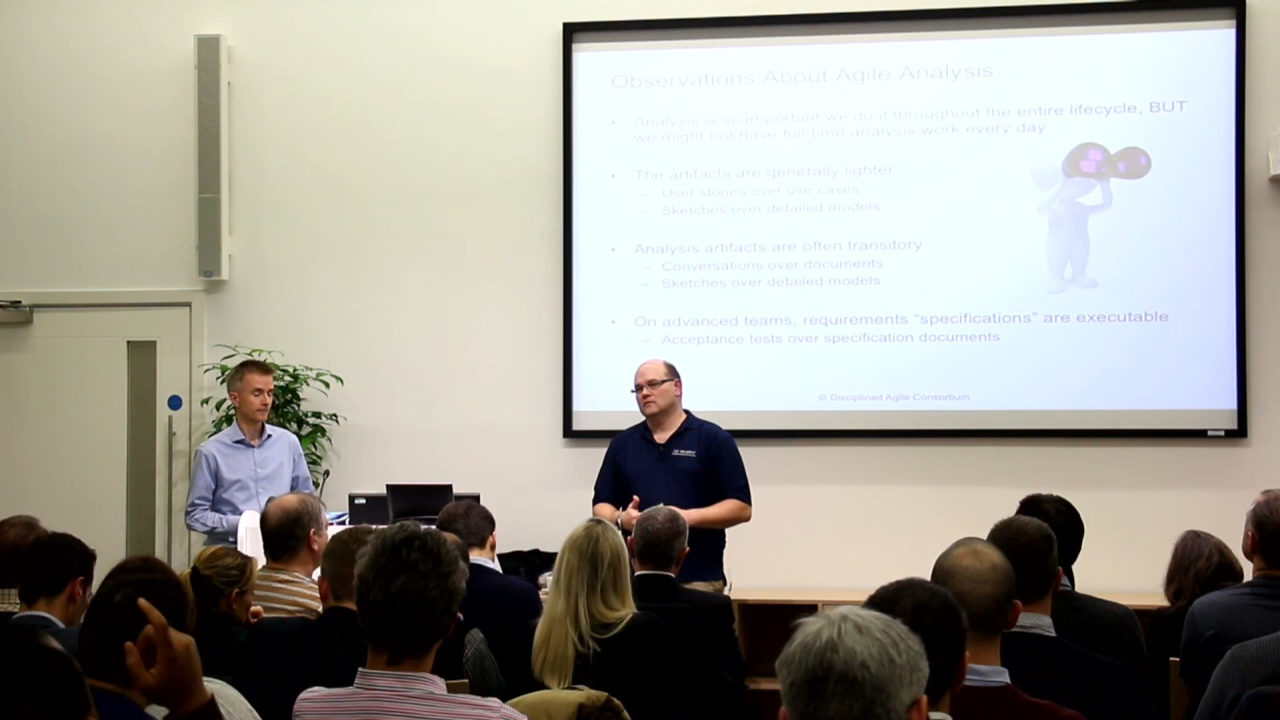 Observations About Agile Analysis
• Analysis is so important we do it throughout the entire lifecycle, BUT
we might not have full-time analysis work every day
• The artifacts are generally lighter
– User stories over use cases
– Sketches over detailed models
• Analysis artifacts are often transitory
– Conversations over documents
– Sketches over detailed models
• On advanced teams, requirements “specifications” are executable
– Acceptance tests over specification documents
© Disciplined Agile Consortium